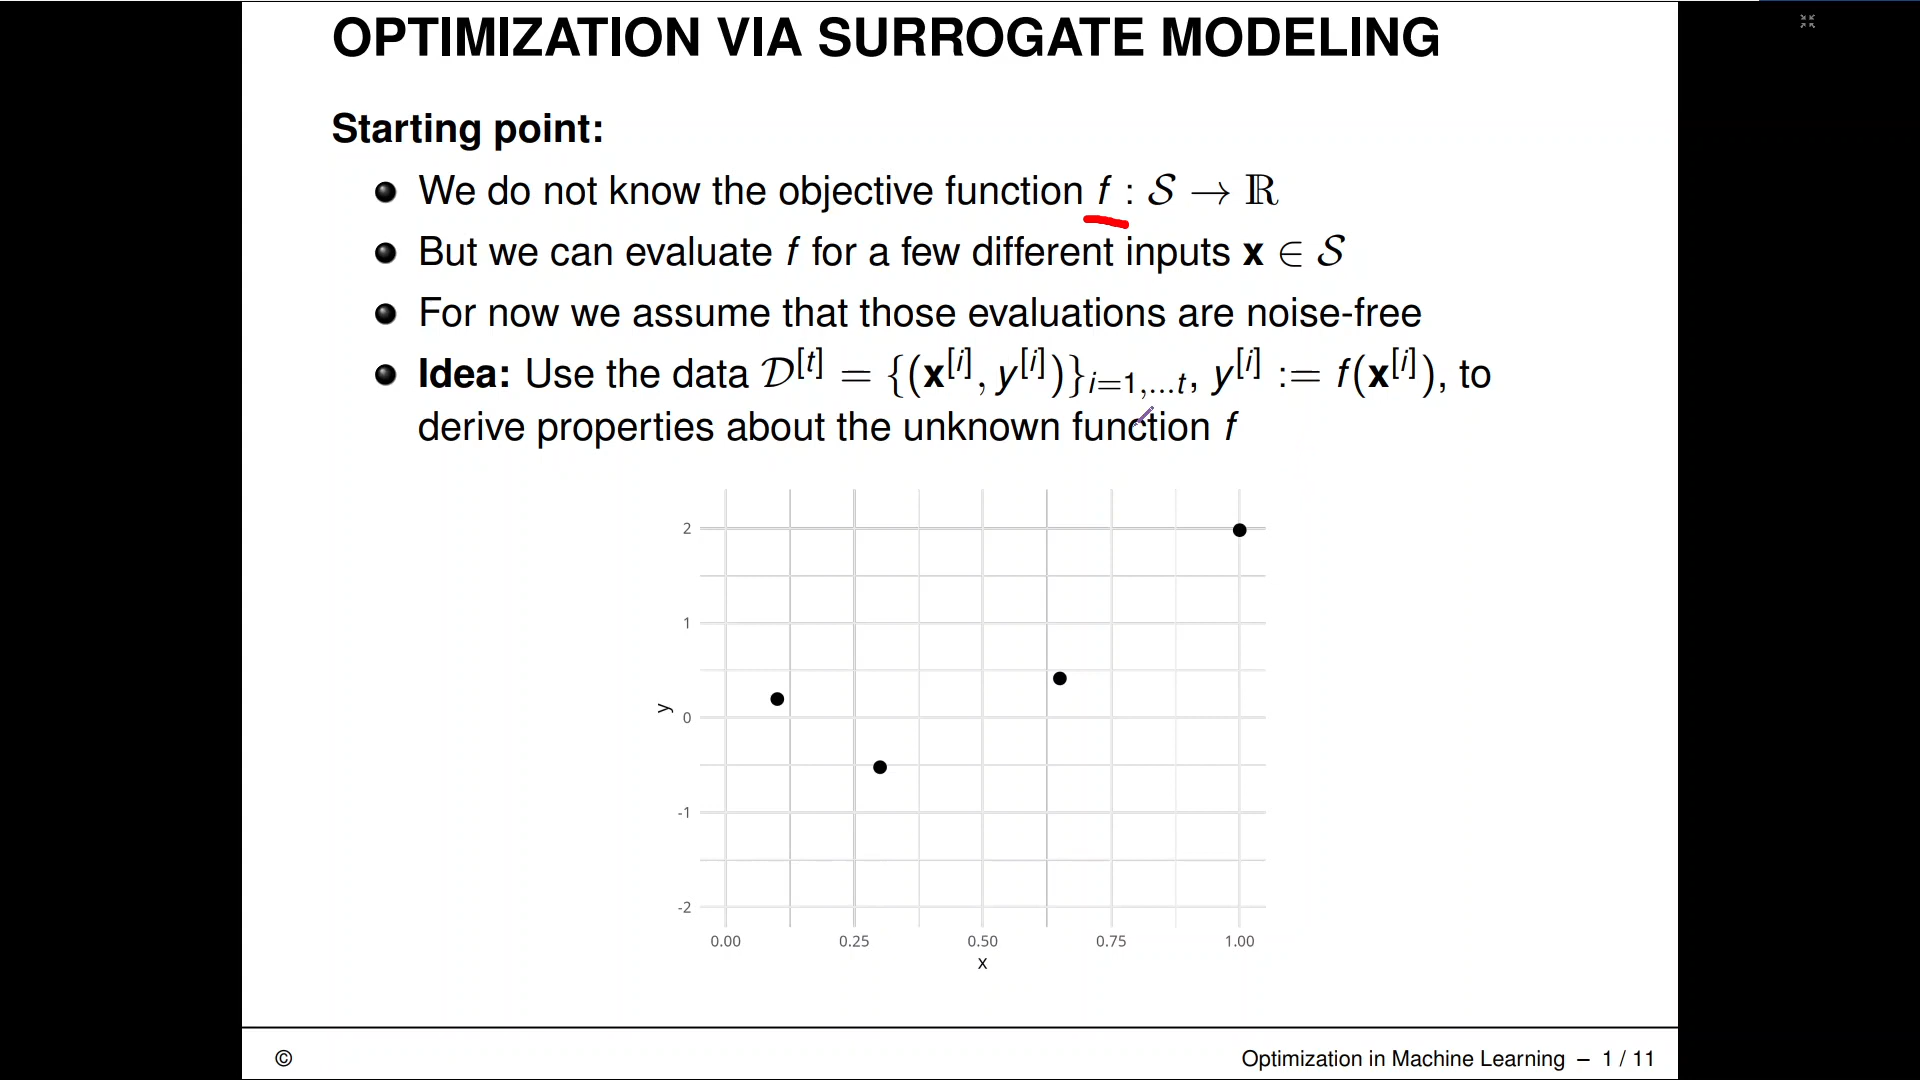 OPTIMIZATION VIA SURROGATE MODELING
Starting point:
We do not know the objective function f : 𝒮 → ℝ
But we can evaluate f for a few different inputs x ∈ 𝒮
For now we assume that those evaluations are noise-free
Idea: Use the data 𝒟^[t] = {(x^[i], y^[i])}_{i=1,...t}, y^[i] := f(x^[i]), to
derive properties about the unknown function f
2
1
0
-1
-2
y
0.00 0.25 0.50 0.75 1.00
x
© Optimization in Machine Learning – 1 / 11